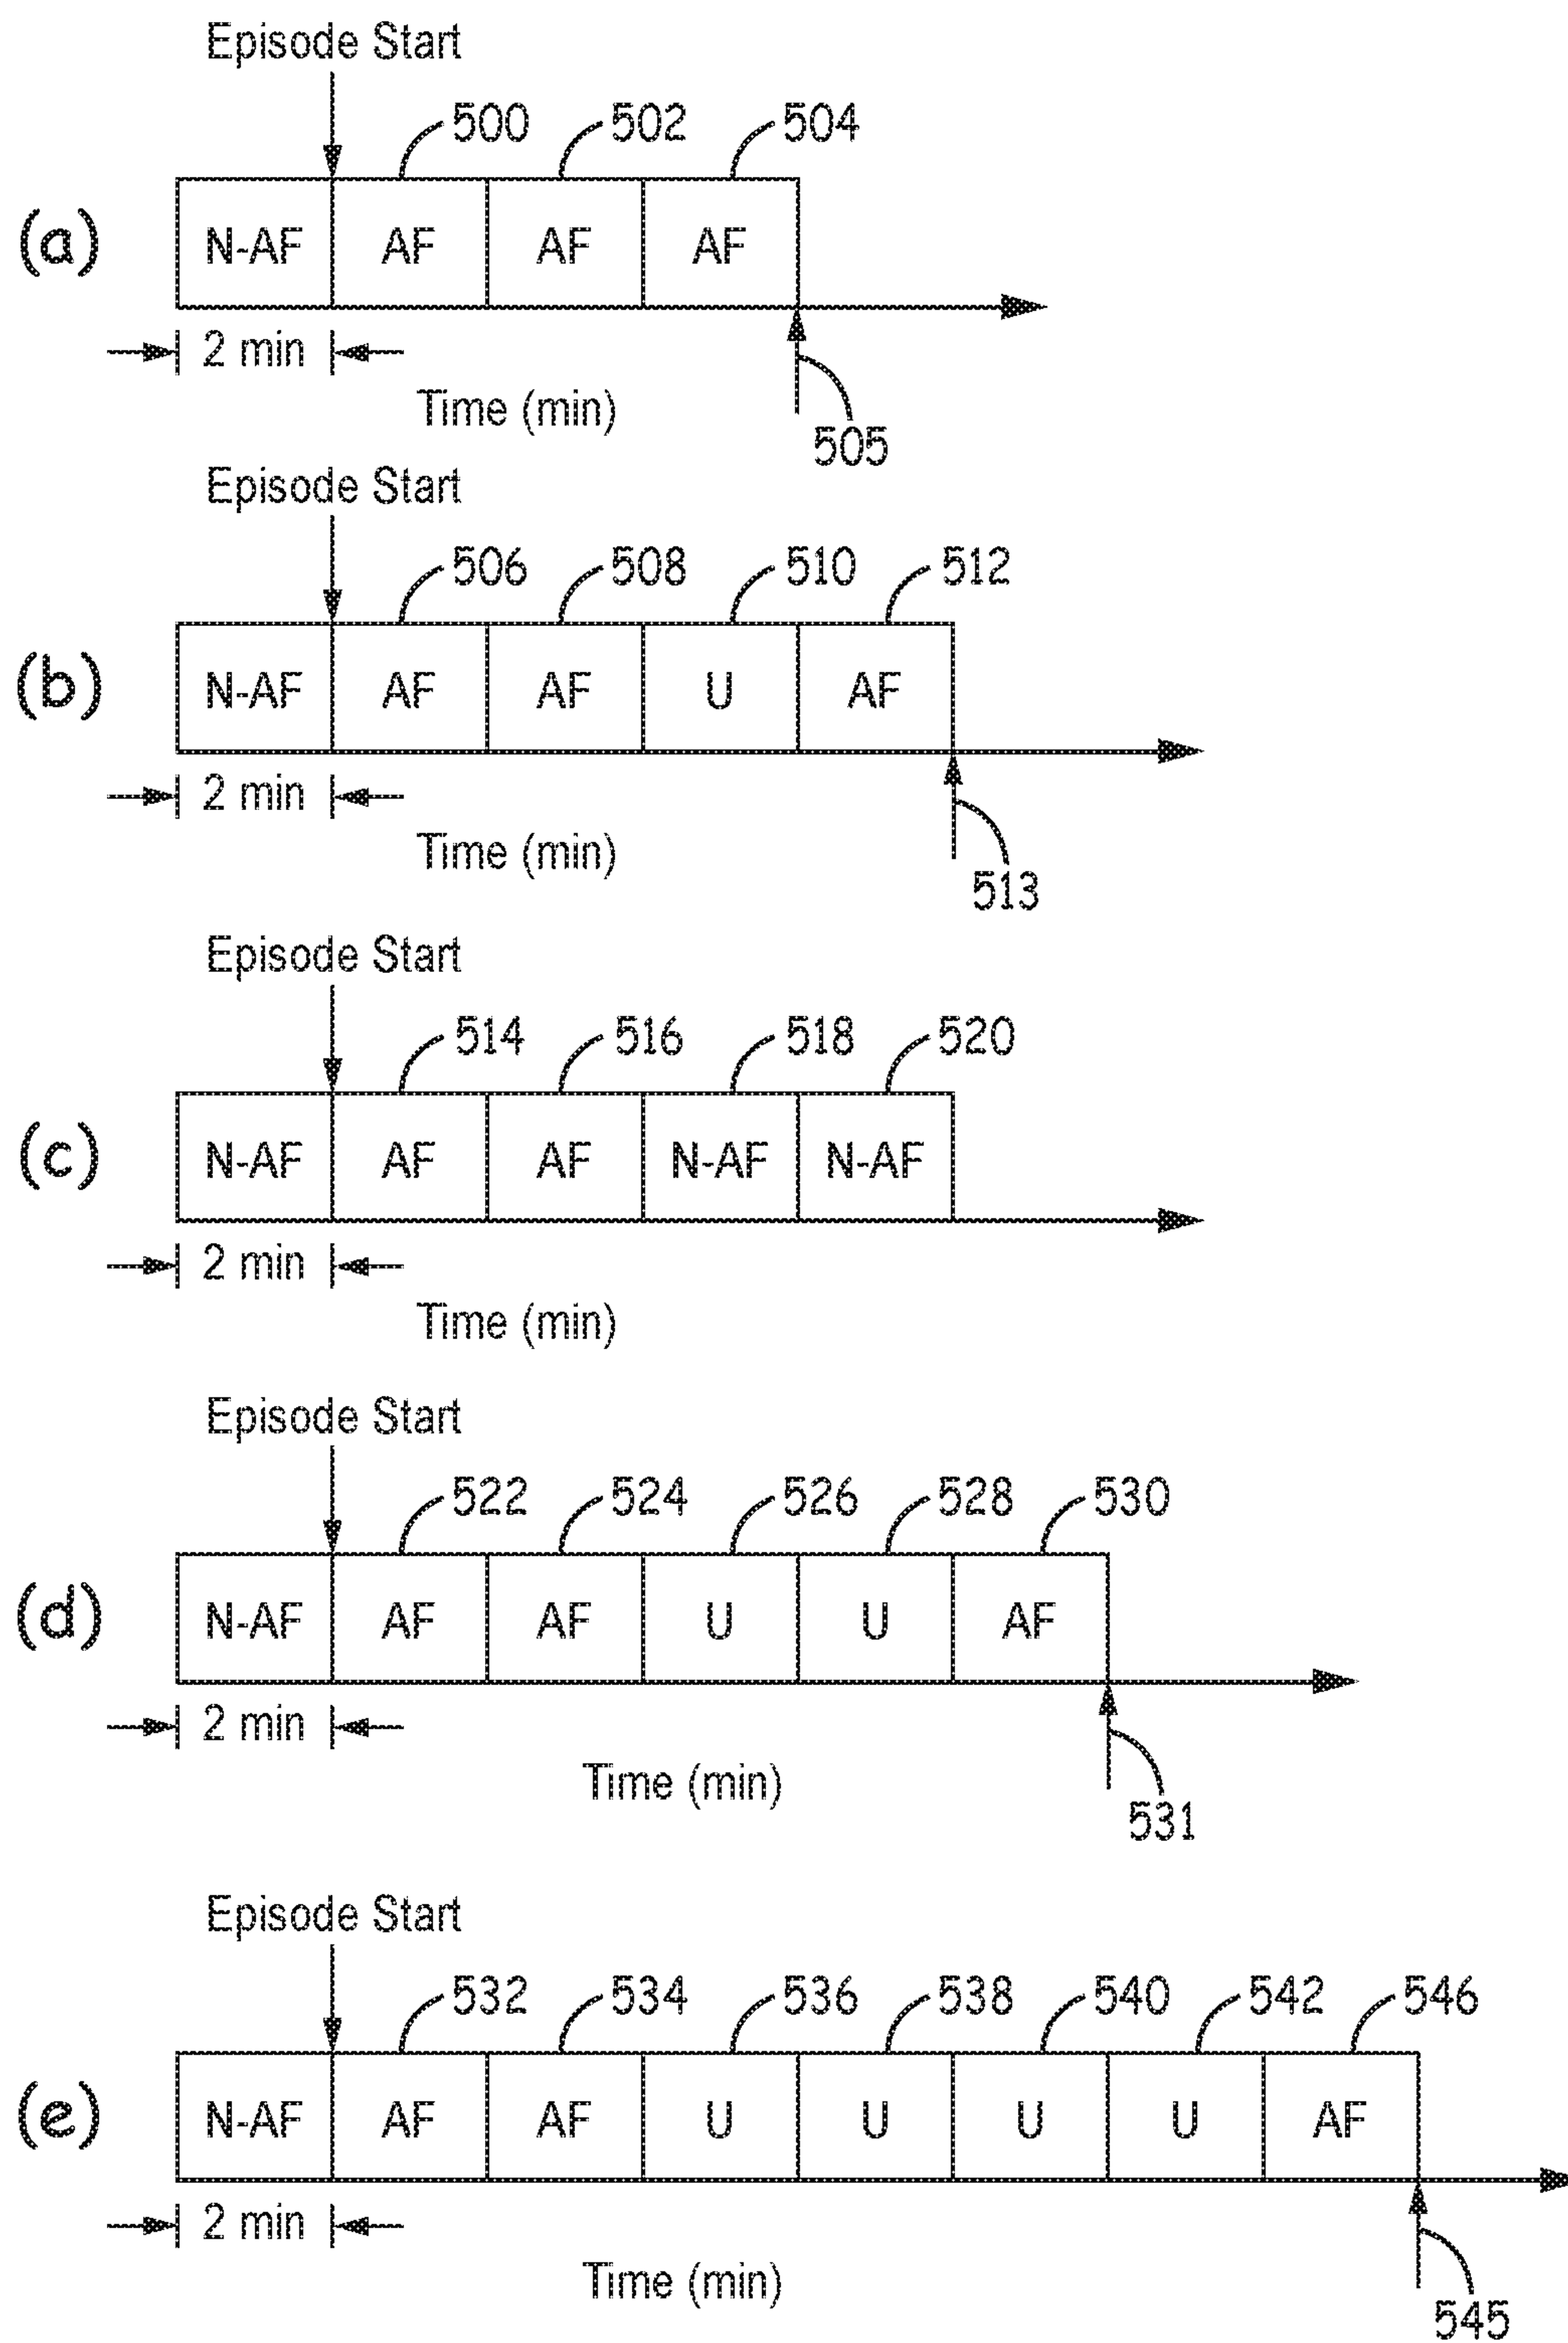 Episode Start
500 502 504
(a) N-AF AF AF AF
2 min
Time (min)
505
Episode Start
506 508 510 512
(b) N-AF AF AF U AF
2 min
Time (min)
513
Episode Start
514 516 518 520
(c) N-AF AF AF N-AF N-AF
2 min
Time (min)
Episode Start
522 524 526 528 530
(d) N-AF AF AF U U AF
2 min
Time (min)
531
Episode Start
532 534 536 538 540 542 546
(e) N-AF AF AF U U U U AF
2 min
Time (min)
545